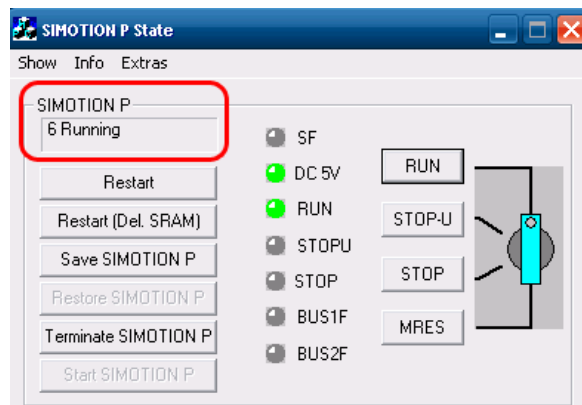 SIMOTION P State
Show Info Extras
SIMOTION P
6 Running
Restart
Restart (Del. SRAM)
Save SIMOTION P
Restore SIMOTION P
Terminate SIMOTION P
Start SIMOTION P
SF
DC 5V
RUN
STOPU
STOP
BUS1F
BUS2F
RUN
STOP-U
STOP
MRES